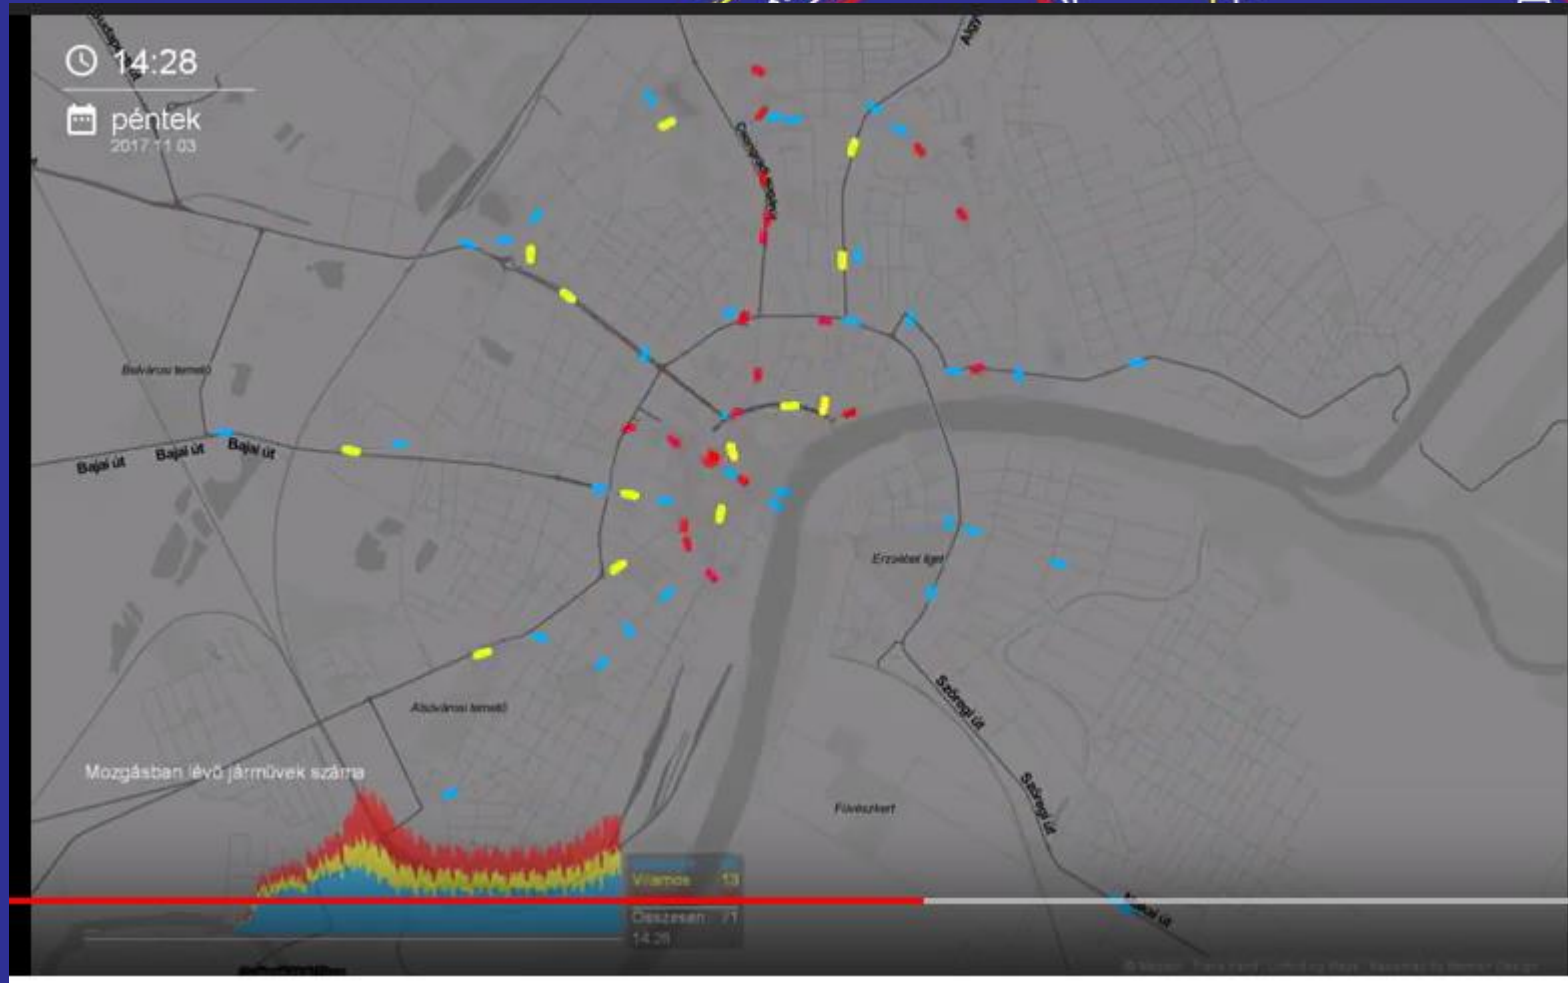 14:28
péntek
2017.11.03
Algyő
Belvárosi temető
Bajai út
Bajai út
Bajai út
Erzsébet liget
Szőregi út
Alsóvárosi temető
Mozgásban lévő járművek száma
Szőregi út
Füvészkert
Villamos 13
Összesen 71
14:28